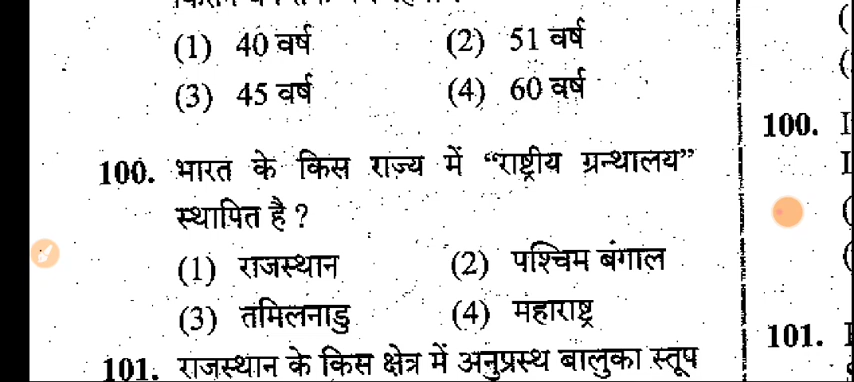 (1) 40 वर्ष (2) 51 वर्ष
(3) 45 वर्ष (4) 60 वर्ष
100. भारत के किस राज्य में “राष्ट्रीय ग्रन्थालय”
स्थापित है ?
(1) राजस्थान (2) पश्चिम बंगाल
(3) तमिलनाडु (4) महाराष्ट्र
101. राजस्थान के किस क्षेत्र में अनुप्रस्थ बालुका स्तूप
100.
101.